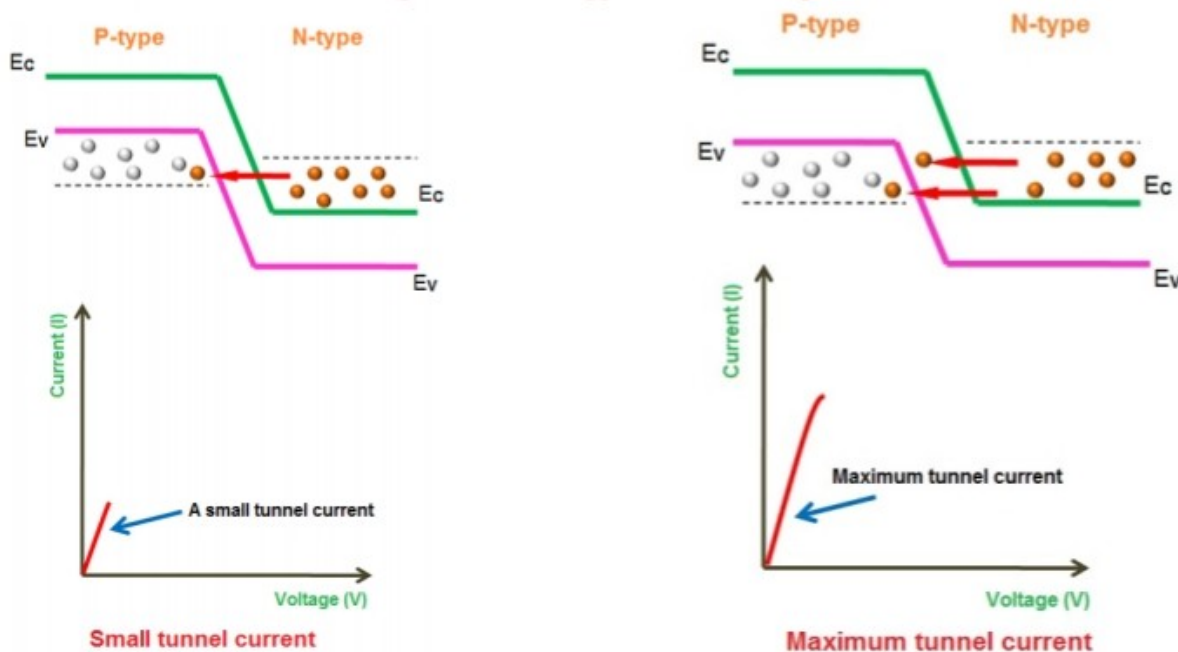 P-type N-type
Ec
Ev
Ec
Ev
Current (I)
A small tunnel current
Voltage (V)
Small tunnel current
P-type N-type
Ec
Ev
Ec
Ev
Current (I)
Maximum tunnel current
Voltage (V)
Maximum tunnel current